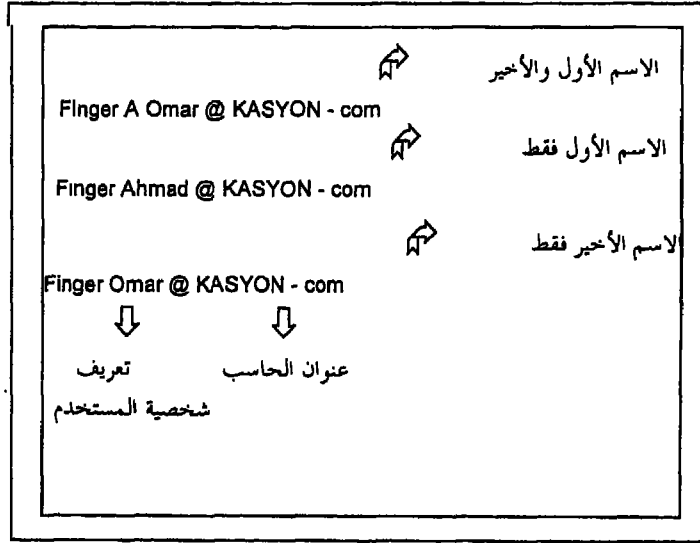 الاسم الأول والأخير
Finger A Omar @ KASYON - com
الاسم الأول فقط
Finger Ahmad @ KASYON - com
الاسم الأخير فقط
Finger Omar @ KASYON - com
عنوان الحاسب تعريف
شخصية المستخدم